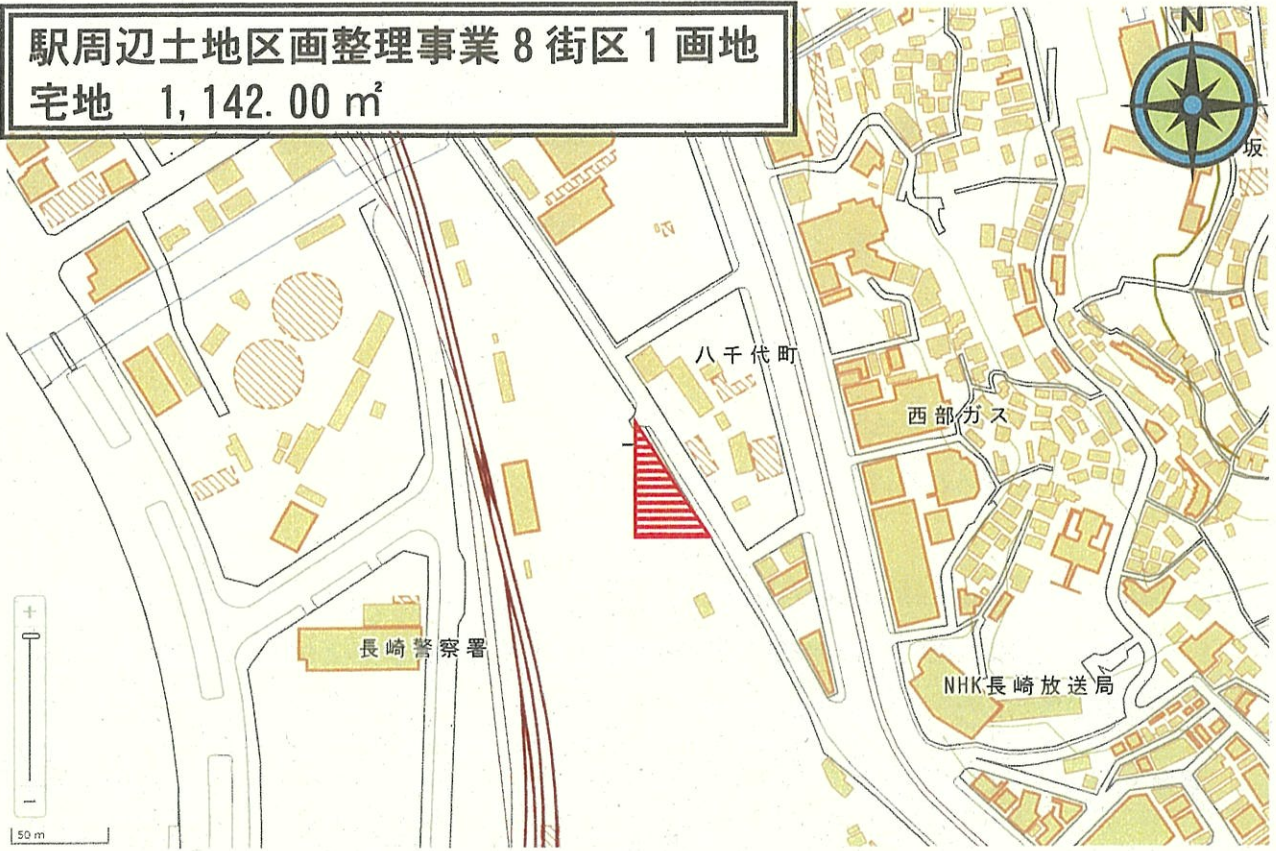 駅周辺土地区画整理事業8街区1画地
宅地　1,142.00㎡
N
坂
八千代町
西部ガス
長崎警察署
NHK長崎放送局
+
−
50 m